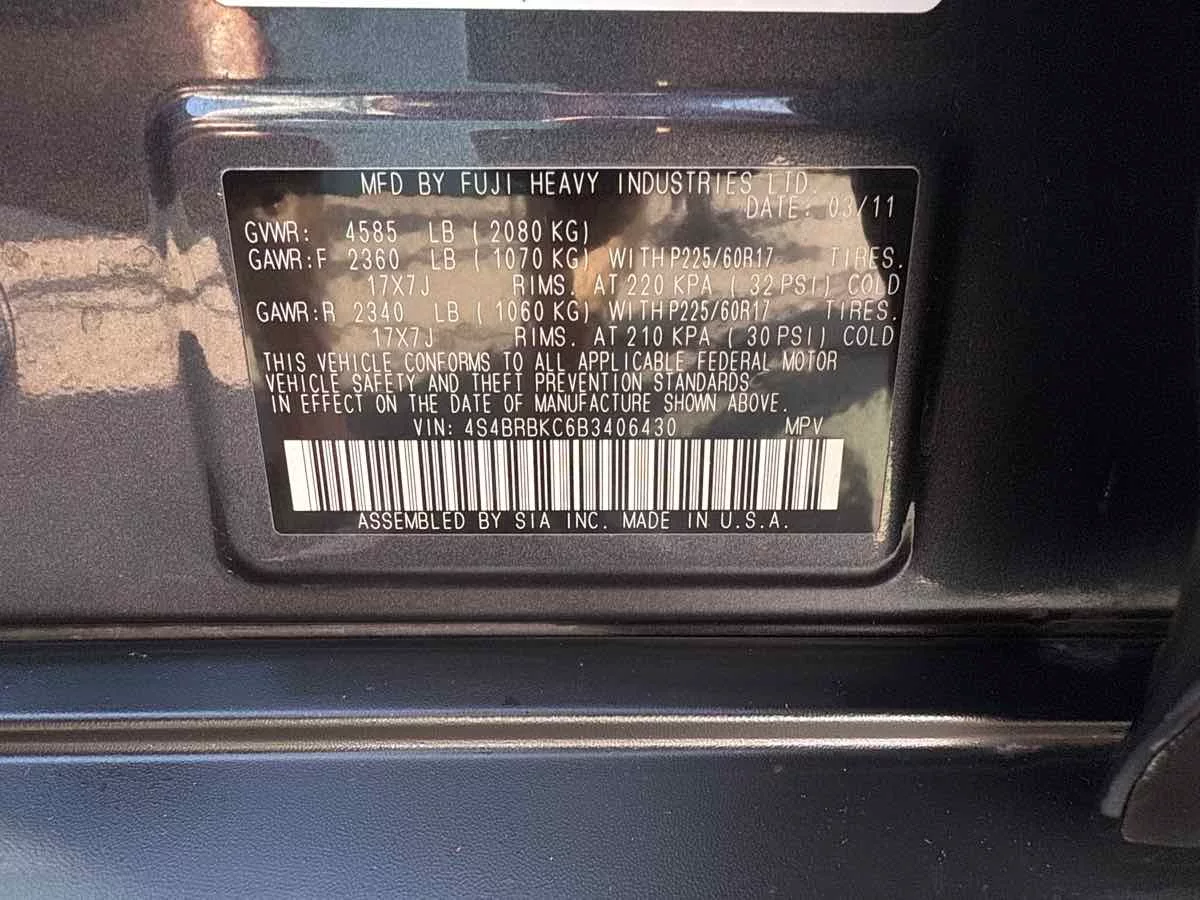 MFD BY FUJI HEAVY INDUSTRIES LTD.
DATE: 03/11
GVWR: 4585 LB ( 2080 KG)
GAWR:F 2360 LB ( 1070 KG) WITH P225/60R17 TIRES.
17X7J RIMS. AT 220 KPA ( 32 PSI) COLD
GAWR:R 2340 LB ( 1060 KG) WITH P225/60R17 TIRES.
17X7J RIMS. AT 210 KPA ( 30 PSI) COLD
THIS VEHICLE CONFORMS TO ALL APPLICABLE FEDERAL MOTOR
VEHICLE SAFETY AND THEFT PREVENTION STANDARDS
IN EFFECT ON THE DATE OF MANUFACTURE SHOWN ABOVE.
VIN: 4S4BRBKC6B3406430 MPV
ASSEMBLED BY SIA INC. MADE IN U.S.A.